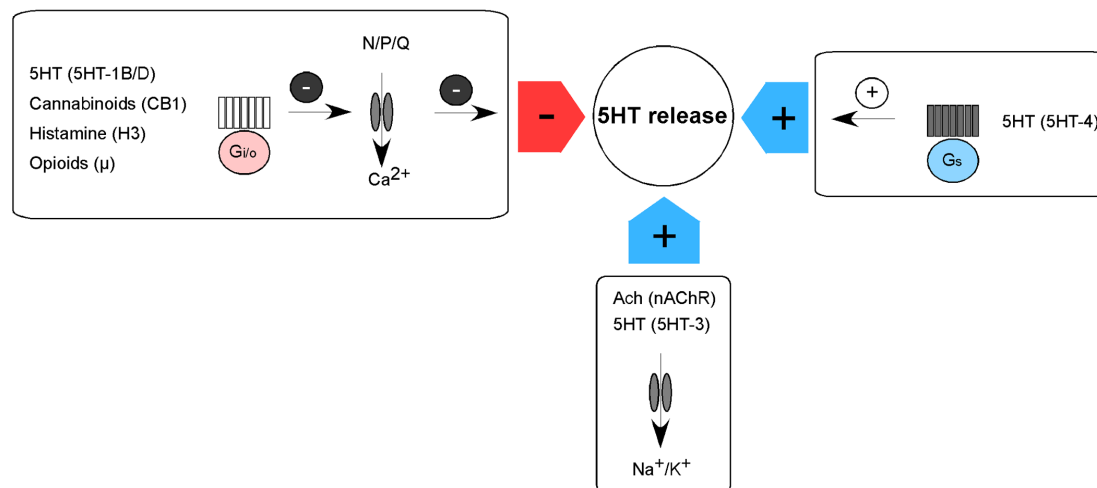 N/P/Q
5HT (5HT-1B/D)
Cannabinoids (CB1)
Histamine (H3)
Opioids (μ)
Gi/o
-
-
Ca2+
-
5HT release
+
+
5HT (5HT-4)
Gs
+
Ach (nAChR)
5HT (5HT-3)
Na+/K+